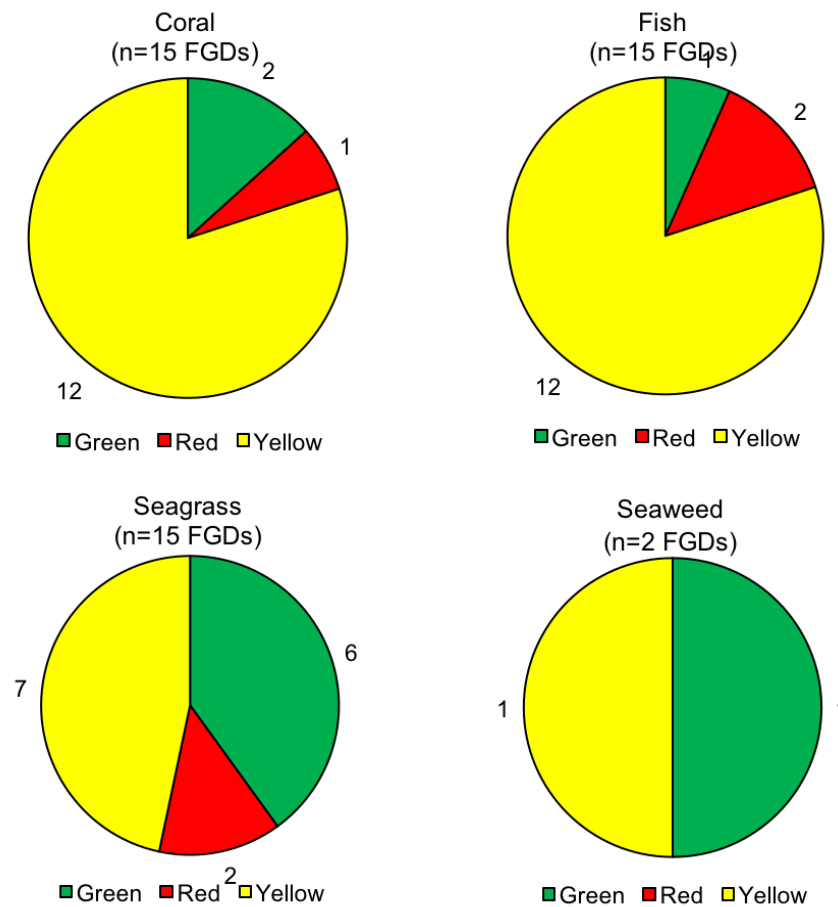 Coral
(n=15 FGDs)
2
1
12
Green Red Yellow
Fish
(n=15 FGDs)
1
2
12
Green Red Yellow
Seagrass
(n=15 FGDs)
6
7
2
Green Red Yellow
Seaweed
(n=2 FGDs)
1
Green Red Yellow